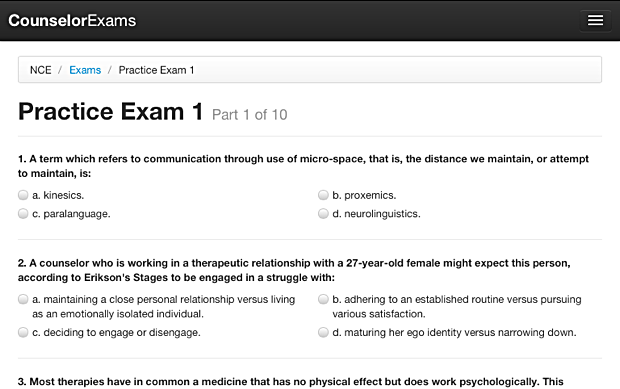 CounselorExams
NCE / Exams / Practice Exam 1
Practice Exam 1 Part 1 of 10
1. A term which refers to communication through use of micro-space, that is, the distance we maintain, or attempt
to maintain, is:
a. kinesics.
b. proxemics.
c. paralanguage.
d. neurolinguistics.
2. A counselor who is working in a therapeutic relationship with a 27-year-old female might expect this person,
according to Erikson's Stages to be engaged in a struggle with:
a. maintaining a close personal relationship versus living
as an emotionally isolated individual.
b. adhering to an established routine versus pursuing
various satisfaction.
c. deciding to engage or disengage.
d. maturing her ego identity versus narrowing down.
3. Most therapies have in common a medicine that has no physical effect but does work psychologically. This